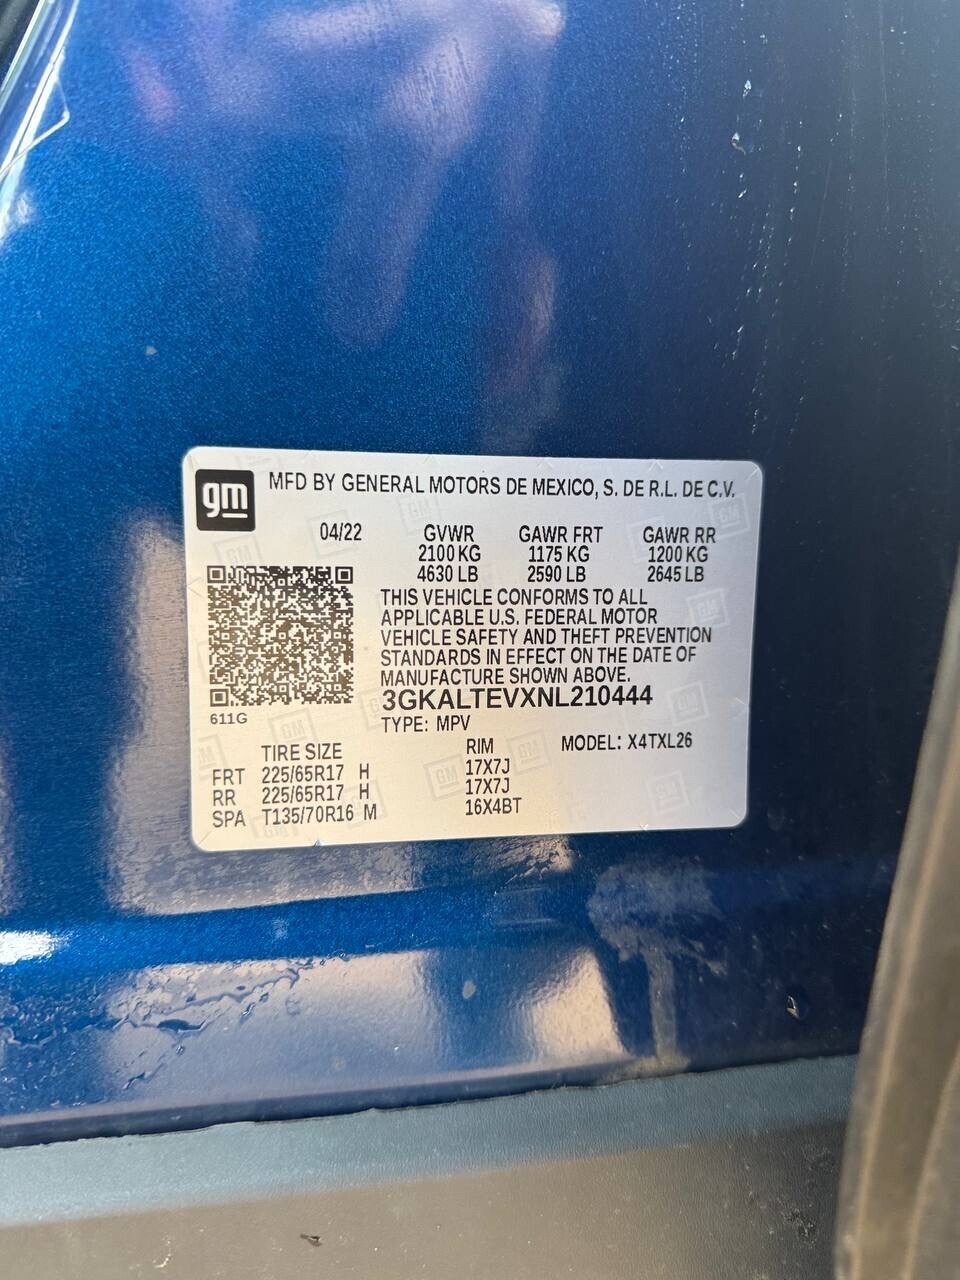 gm MFD BY GENERAL MOTORS DE MEXICO, S. DE R.L. DE C.V.
04/22 GVWR GAWR FRT GAWR RR
2100 KG 1175 KG 1200 KG
4630 LB 2590 LB 2645 LB
THIS VEHICLE CONFORMS TO ALL
APPLICABLE U.S. FEDERAL MOTOR
VEHICLE SAFETY AND THEFT PREVENTION
STANDARDS IN EFFECT ON THE DATE OF
MANUFACTURE SHOWN ABOVE.
3GKALTEVXNL210444
611G TYPE: MPV
TIRE SIZE RIM MODEL: X4TXL26
FRT 225/65R17 H 17X7J
RR 225/65R17 H 17X7J
SPA T135/70R16 M 16X4BT